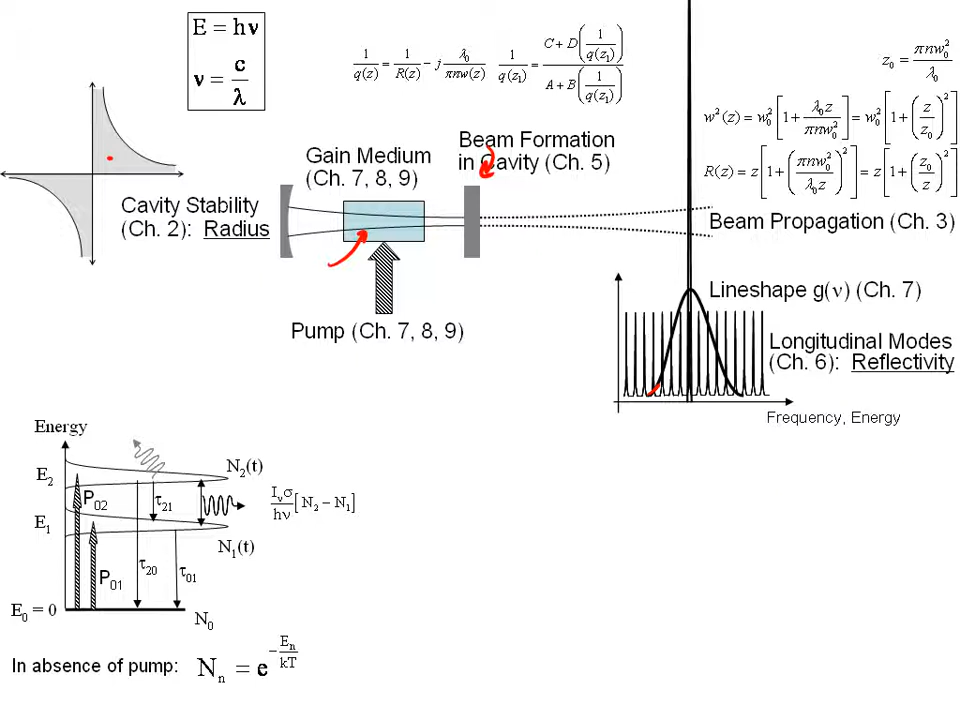 E = hν
ν = c/λ
1/q(z) = 1/R(z) − j λ₀/πnw(z)
1/q(z₁) = (C + D(1/q(z₁)))/(A + B(1/q(z₁)))
z₀ = πnw₀²/λ₀
w²(z) = w₀²[1 + λ₀z/πnw₀²]² = w₀²[1 + (z/z₀)²]
R(z) = z[1 + (πnw₀²/λ₀z)²] = z[1 + (z₀/z)²]
Cavity Stability
(Ch. 2): Radius
Gain Medium
(Ch. 7, 8, 9)
Beam Formation
in Cavity (Ch. 5)
Beam Propagation (Ch. 3)
Pump (Ch. 7, 8, 9)
Lineshape g(ν) (Ch. 7)
Longitudinal Modes
(Ch. 6): Reflectivity
Frequency, Energy
Energy
E₂
N₂(t)
P₀₂
τ₂₁
I_νσ/hν [N₂ − N₁]
E₁
N₁(t)
P₀₁
τ₂₀
τ₀₁
E₀ = 0
N₀
In absence of pump: Nₙ = e^(−Eₙ/kT)